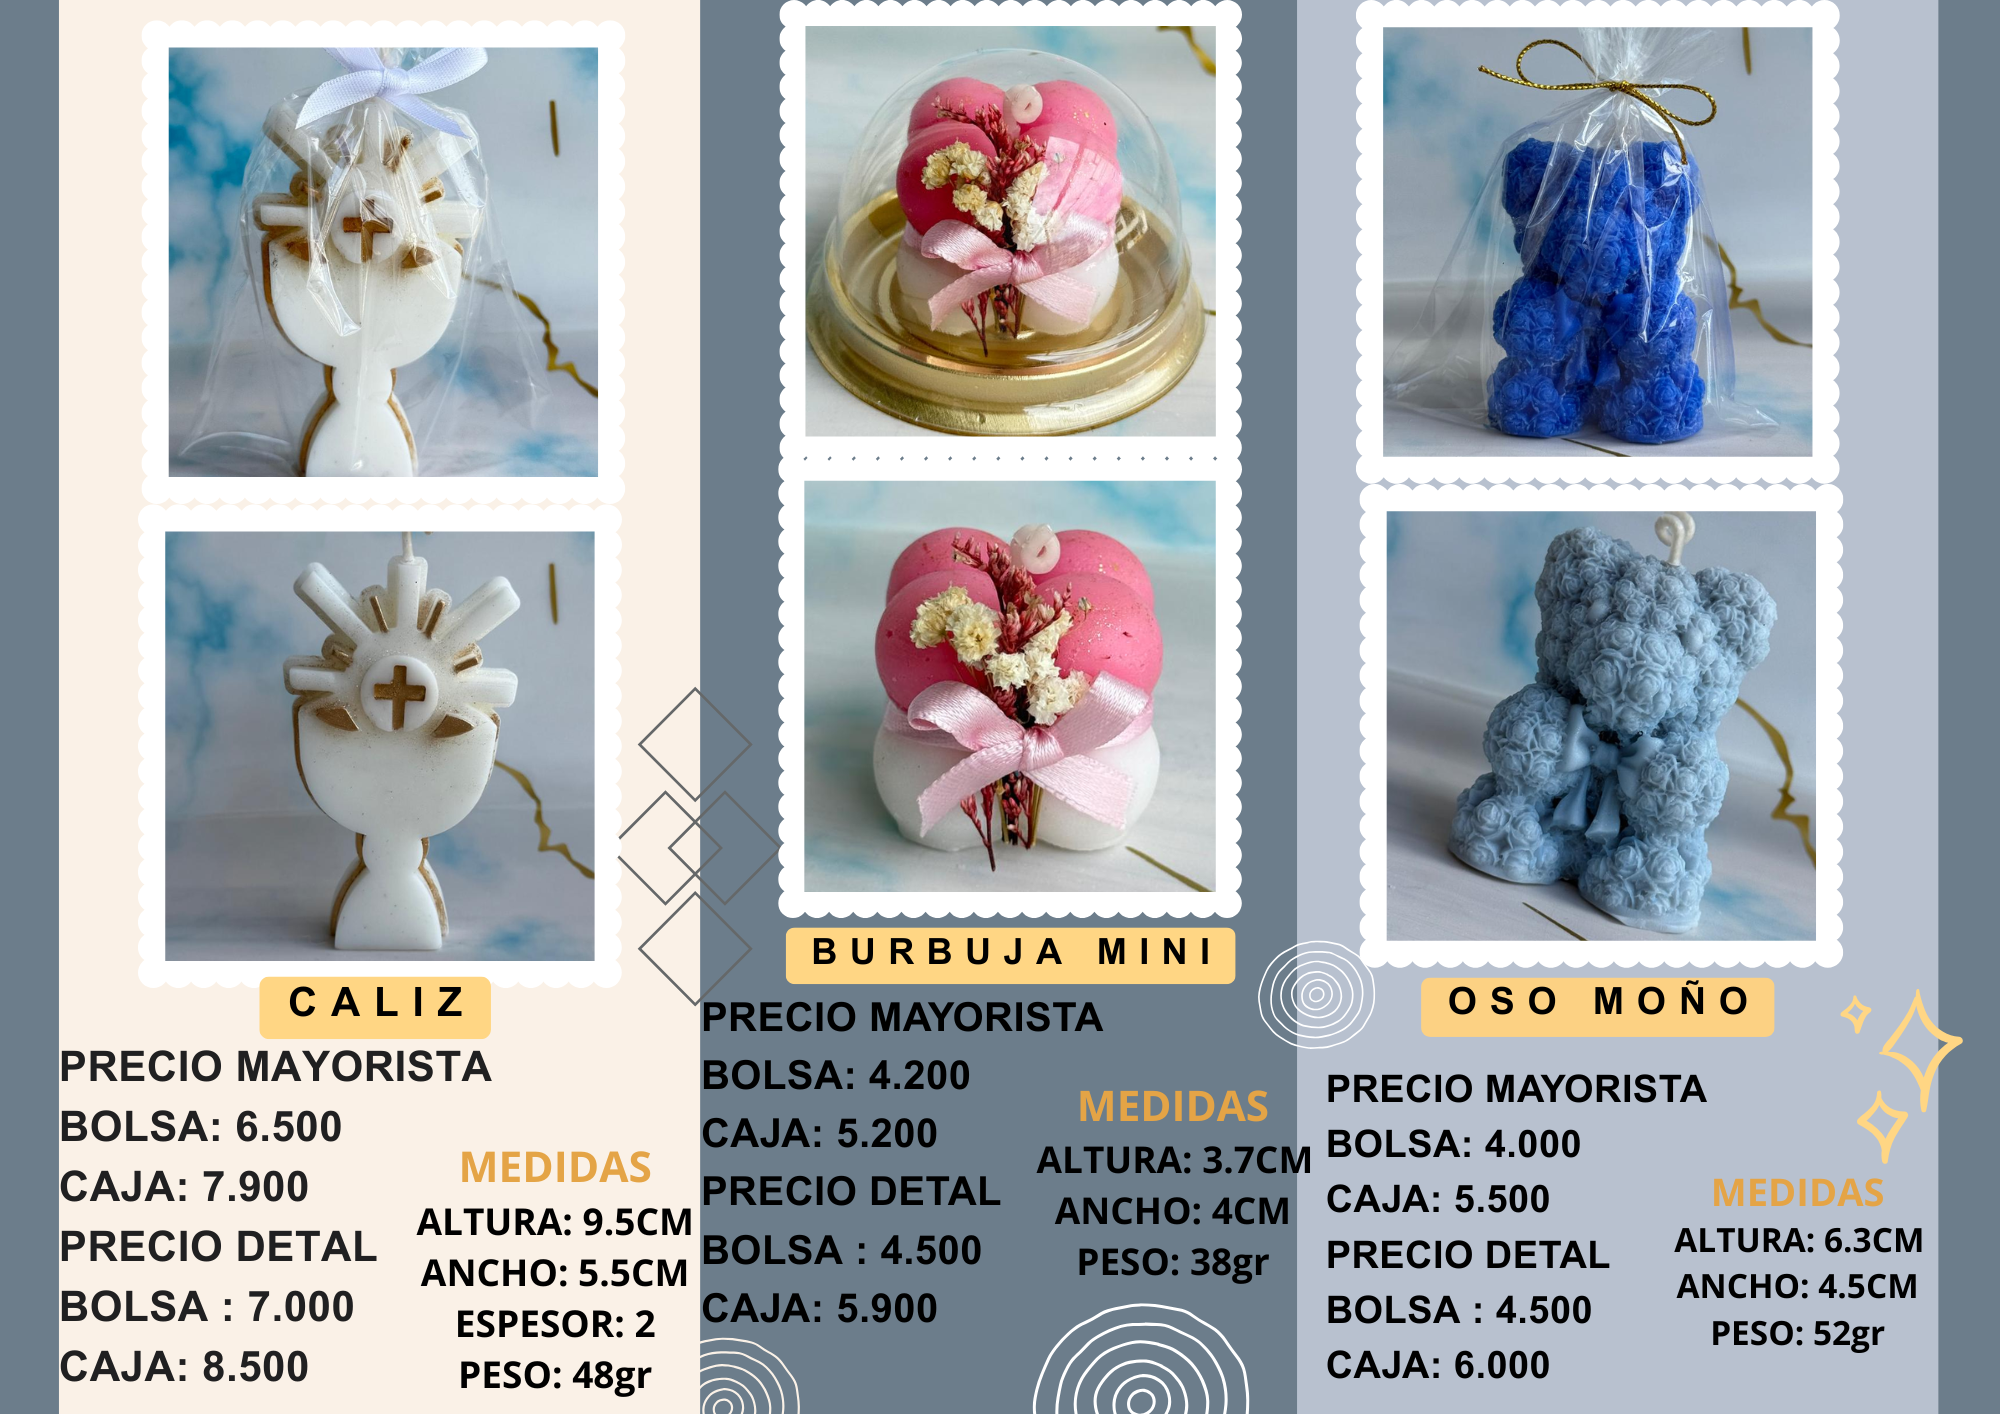 CALIZ
PRECIO MAYORISTA
BOLSA: 6.500
CAJA: 7.900
PRECIO DETAL
BOLSA : 7.000
CAJA: 8.500
MEDIDAS
ALTURA: 9.5CM
ANCHO: 5.5CM
ESPESOR: 2
PESO: 48gr
BURBUJA MINI
PRECIO MAYORISTA
BOLSA: 4.200
CAJA: 5.200
PRECIO DETAL
BOLSA : 4.500
CAJA: 5.900
MEDIDAS
ALTURA: 3.7CM
ANCHO: 4CM
PESO: 38gr
OSO MOÑO
PRECIO MAYORISTA
BOLSA: 4.000
CAJA: 5.500
PRECIO DETAL
BOLSA : 4.500
CAJA: 6.000
MEDIDAS
ALTURA: 6.3CM
ANCHO: 4.5CM
PESO: 52gr